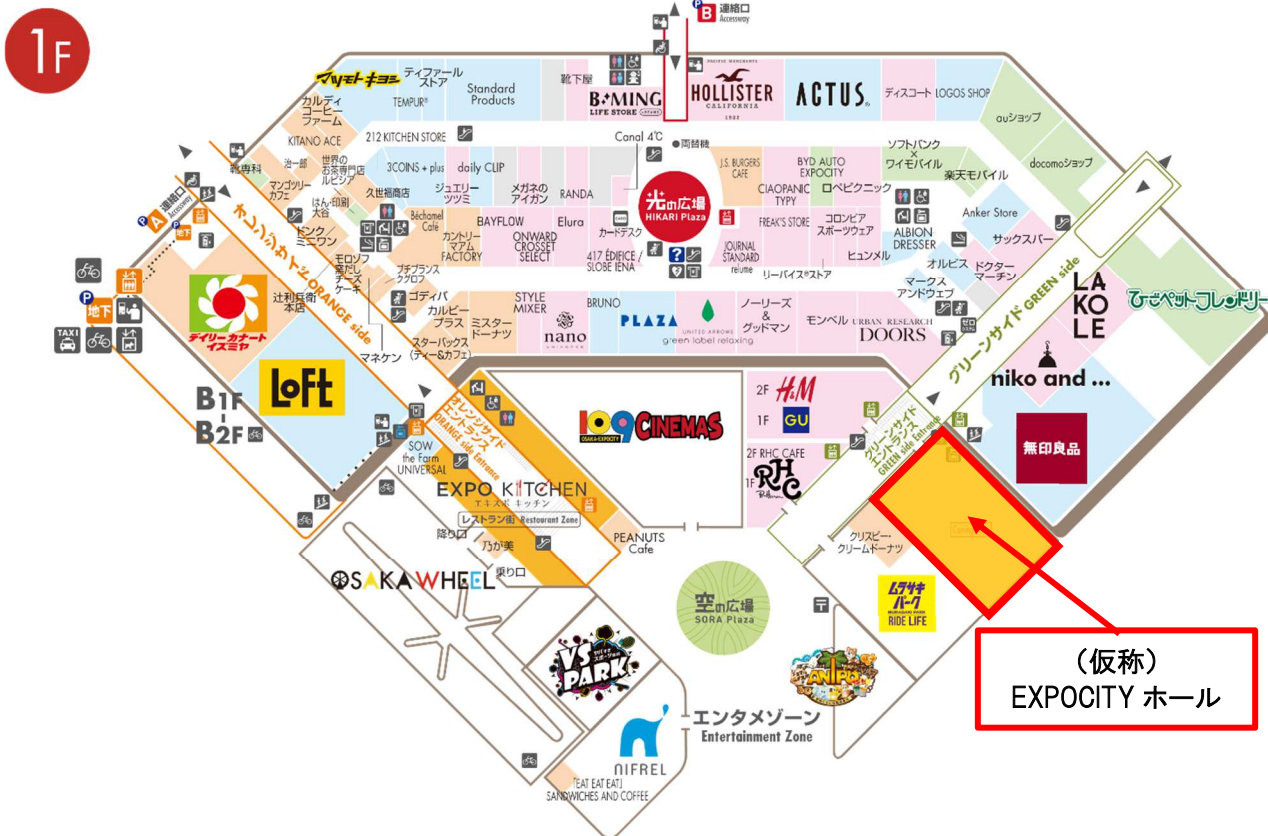 1F
B 連絡口
Accessway
マツモトキヨシ
ティファール
ストア
TEMPUR®
Standard
Products
靴下屋
B:MING
LIFE STORE
PACIFIC MERCHANTS
HOLLISTER
CALIFORNIA
ACTUS
ディスコート
LOGOS SHOP
auショップ
docomoショップ
カルディ
コーヒー
ファーム
KITANO ACE
212 KITCHEN STORE
Canal 4℃
両替機
ソフトバンク
×
ワイモバイル
楽天モバイル
靴専科
治一郎
世界の
お茶専門店
ルピシア
マンゴツリー
カフェ
はん・印刷
大谷
久世福商店
3COINS + plus
daily CLIP
ジュエリー
ツツミ
メガネの
アイガン
RANDA
光の広場
HIKARI Plaza
J.S. BURGERS
CAFE
BYD AUTO
EXPOCITY
CIAOPANIC
TYPY
ロペピクニック
A 連絡口
Accessway
地下
オレンジサイド ORANGE side
ドンク/
ミニワン
Béchamel
Café
カントリー
マアム
FACTORY
BAYFLOW
ONWARD
CROSSET
SELECT
Elura
CARD
カードデスク
417 ÉDIFICE /
SLOBE IENA
FREAK'S STORE
コロンビア
スポーツウェア
JOURNAL
STANDARD
relume
リーバイス®ストア
ヒュンメル
ALBION
DRESSER
Anker Store
サックスバー
オルビス
ドクター
マーチン
マークス
アンドウェブ
モロゾフ
窯だし
チーズ
ケーキ
プチブランス
ググロフ
ゴディバ
カルビー
プラス
スターバックス
(ティー&カフェ)
ミスター
ドーナツ
STYLE
MIXER
nano
UNIVERSE
BRUNO
PLAZA
UNITED ARROWS
green label relaxing
ノーリーズ
&
グッドマン
モンベル
URBAN RESEARCH
DOORS
グリーンサイド GREEN side
LA
KO
LE
ひごペットフレンドリー
niko and ...
無印良品
P
地下
TAXI
デイリーカナート
イズミヤ
辻利兵衛
本店
マネケン
LOFT
B1F
B2F
SOW
the Farm
UNIVERSAL
オレンジサイド
エントランス
ORANGE side Entrance
EXPO KITCHEN
エキスポ キッチン
レストラン街 Restaurant Zone
109 CINEMAS
OSAKA-EXPOCITY
2F H&M
1F GU
2F RHC CAFE
1F RHC
Ron Herman
グリーンサイド
エントランス
GREEN side Entrance
PEANUTS
Cafe
降り口
乃が美
乗り口
OSAKA WHEEL
空の広場
SORA Plaza
クリスピー・
クリームドーナツ
ムラサキ
パーク
MURASAKI PARK
RIDE LIFE
VS PARK
ANIPO
NIFREL
エンタメゾーン
Entertainment Zone
「EAT EAT EAT」
SANDWICHES AND COFFEE
(仮称)
EXPOCITY ホール